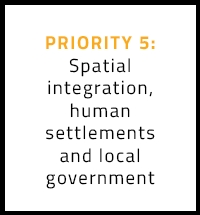 PRIORITY 5:
Spatial
integration,
human
settlements
and local
government